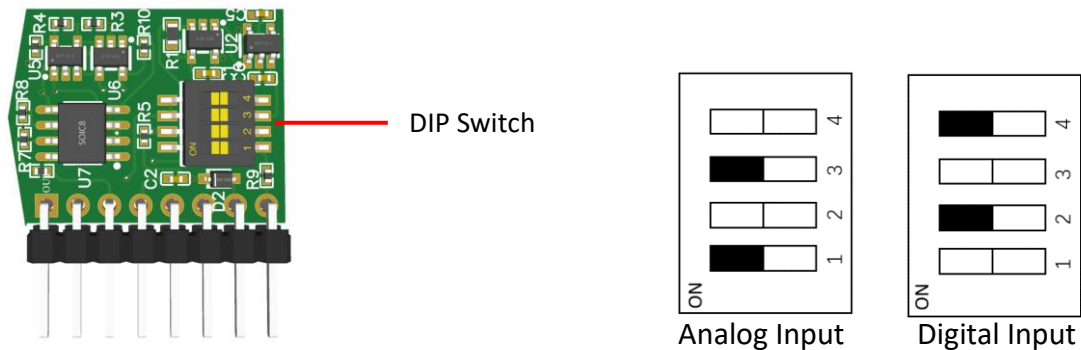 R4
R3
R10
R1
U2
U5
U6
R8
R5
SOIC8
4
3
2
1
ON
R7
U7
C2
D2
R9
DIP Switch
4
3
2
1
ON
Analog Input
4
3
2
1
ON
Digital Input